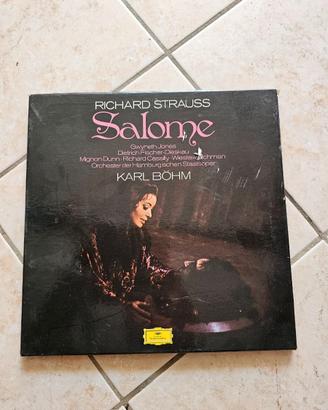 RICHARD STRAUSS
Salome
Gwyneth Jones
Dietrich Fischer-Dieskau
Mignon Dunn · Richard Cassilly · Wiesław Ochman
Orchester der Hamburgischen Staatsoper
KARL BÖHM